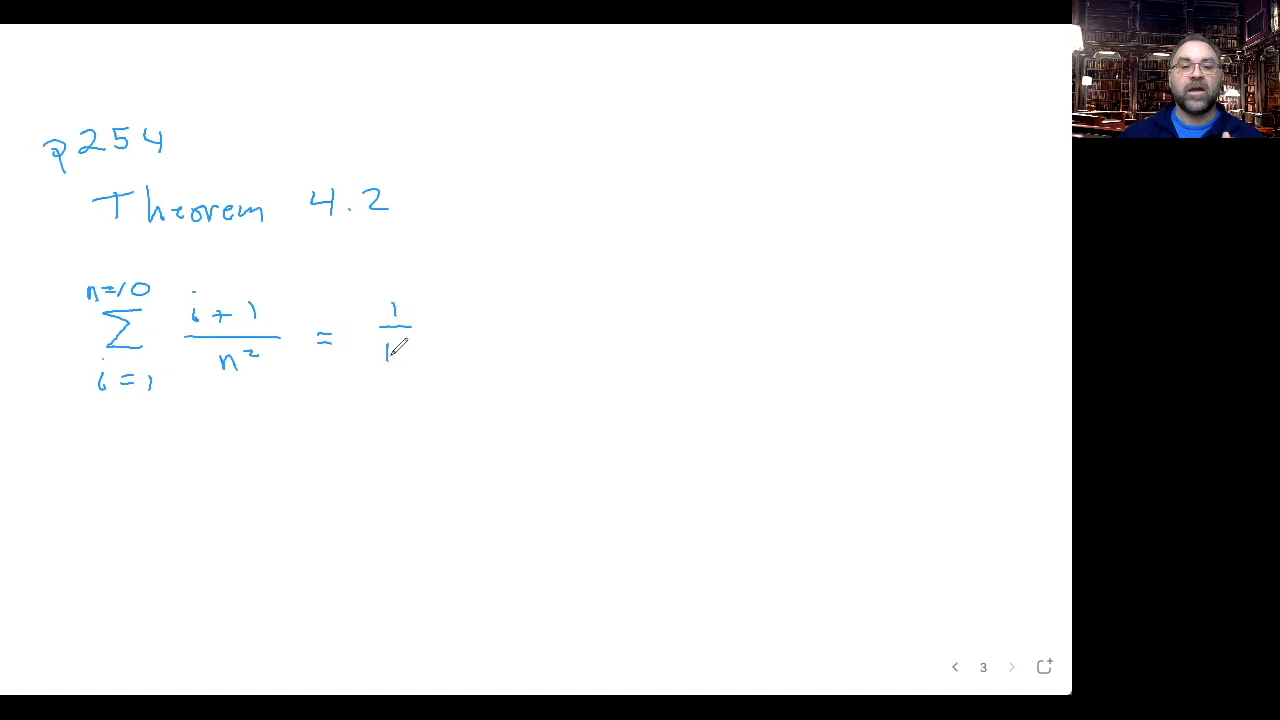 p254
Theorem 4.2
n=10
∑ (i + 1)/n² = 1/1
i = 1
3